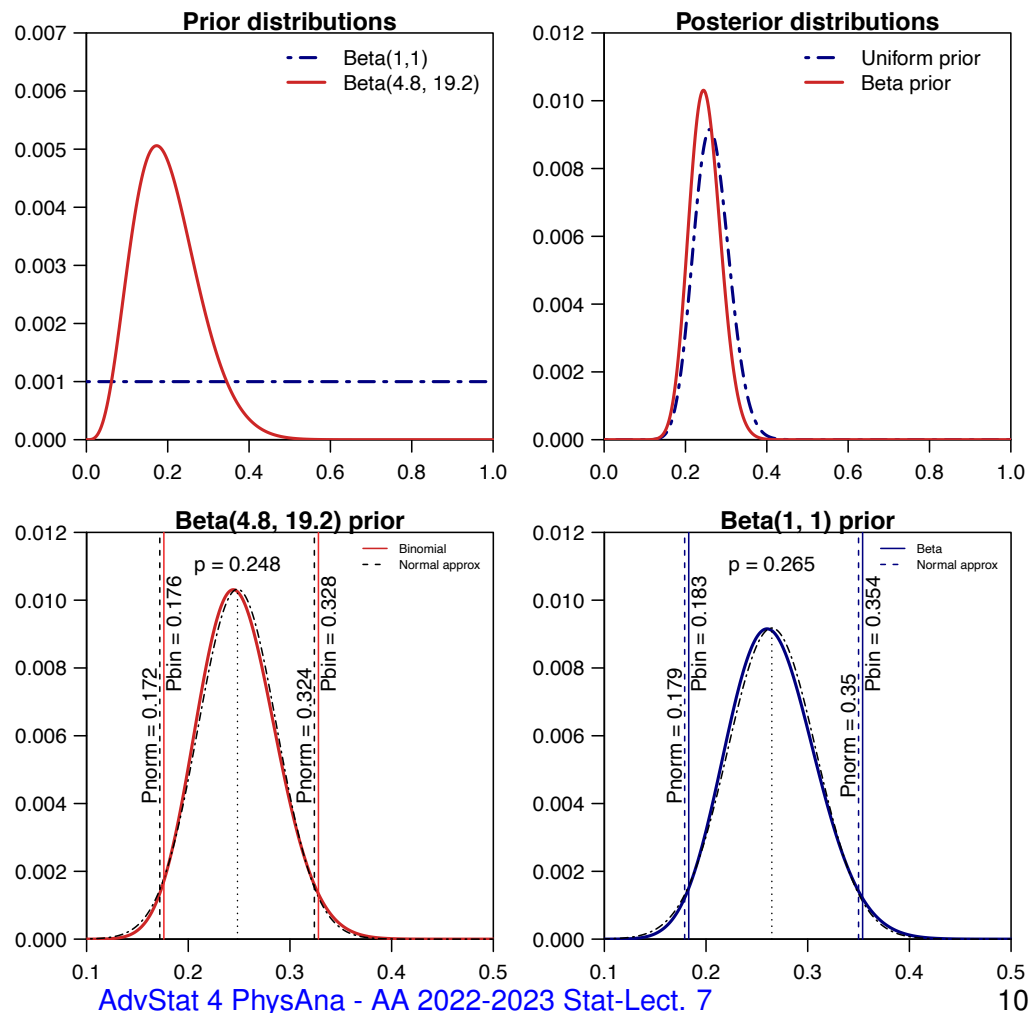 Prior distributions
0.007
0.006
0.005
0.004
0.003
0.002
0.001
0.000
0.0 0.2 0.4 0.6 0.8 1.0
Beta(1,1)
Beta(4.8, 19.2)
Posterior distributions
0.012
0.010
0.008
0.006
0.004
0.002
0.000
0.0 0.2 0.4 0.6 0.8 1.0
Uniform prior
Beta prior
Beta(4.8, 19.2) prior
0.012
0.010
0.008
0.006
0.004
0.002
0.000
0.1 0.2 0.3 0.4 0.5
Binomial
Normal approx
p = 0.248
Pnorm = 0.172
Pbin = 0.176
Pnorm = 0.324
Pbin = 0.328
Beta(1, 1) prior
0.012
0.010
0.008
0.006
0.004
0.002
0.000
0.1 0.2 0.3 0.4 0.5
Beta
Normal approx
p = 0.265
Pnorm = 0.179
Pbin = 0.183
Pnorm = 0.35
Pbin = 0.354
AdvStat 4 PhysAna - AA 2022-2023 Stat-Lect. 7
10